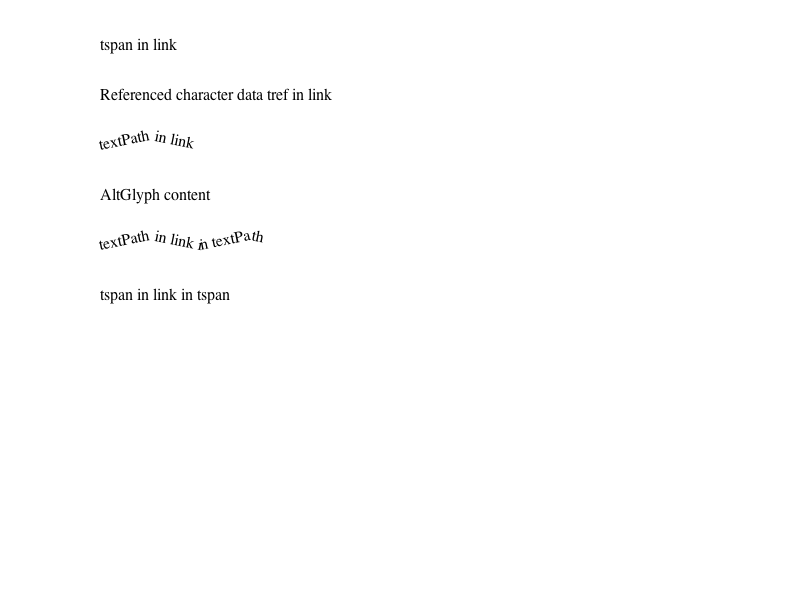 tspan in link
Referenced character data tref in link
textPath in link
AltGlyph content
textPath in link in textPath
tspan in link in tspan